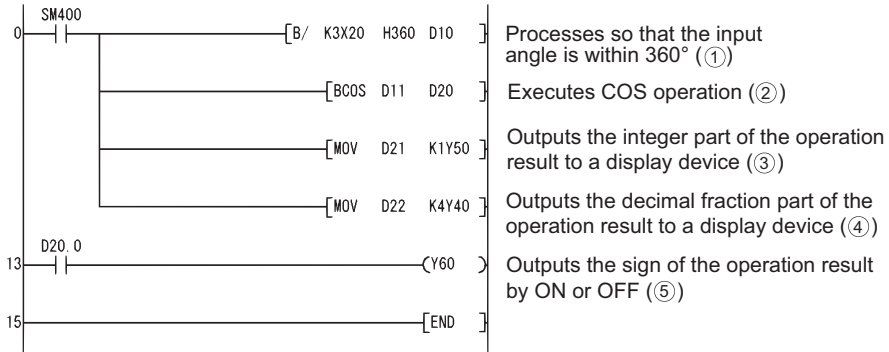 SM400
0 [B/ K3X20 H360 D10 ] Processes so that the input
angle is within 360° (①)
[BCOS D11 D20 ] Executes COS operation (②)
[MOV D21 K1Y50 ] Outputs the integer part of the operation
result to a display device (③)
[MOV D22 K4Y40 ] Outputs the decimal fraction part of the
operation result to a display device (④)
D20.0
13 (Y60 ) Outputs the sign of the operation result
by ON or OFF (⑤)
15 [END ]